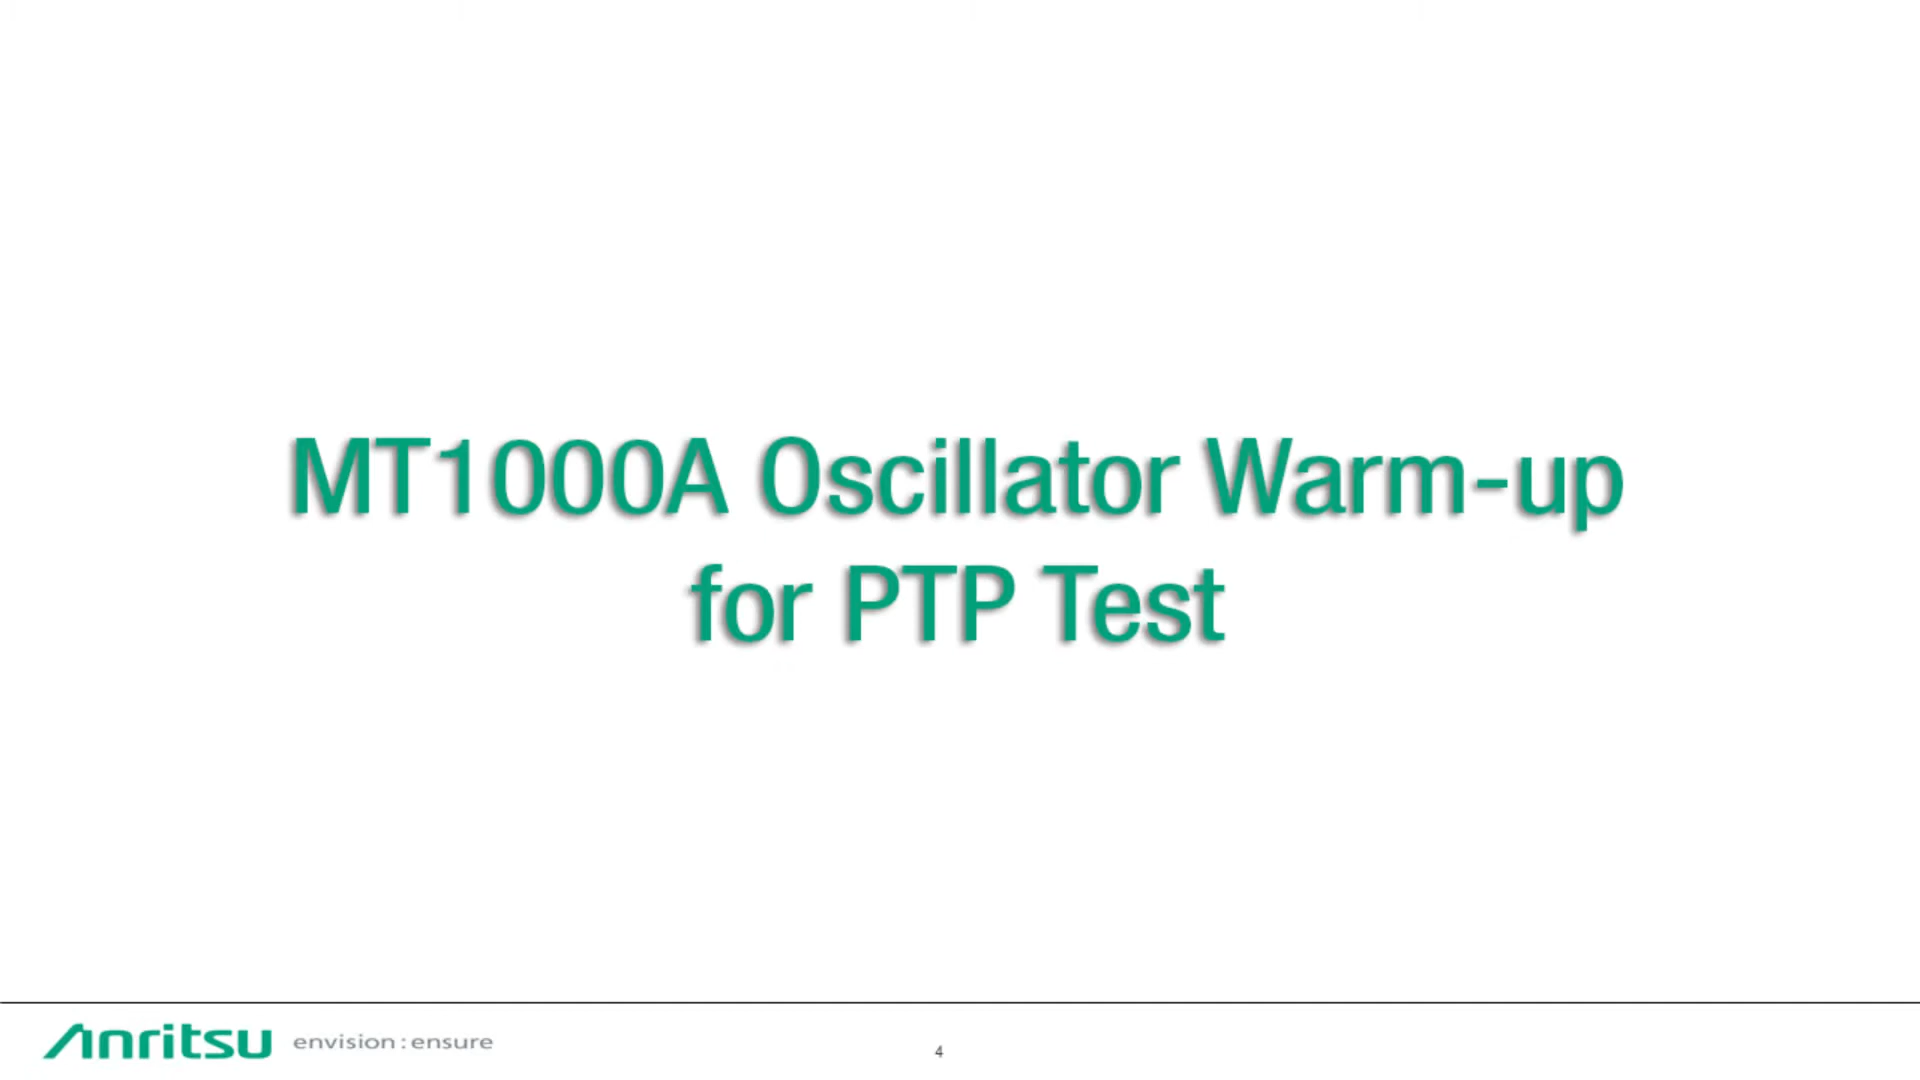 MT1000A Oscillator Warm-up
for PTP Test
Anritsu envision : ensure
4